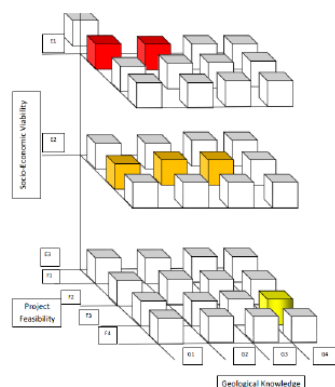 E1
Socio-Economic Viability
E2
E3
F1
Project
Feasibility
F2
F3
F4
G1
G2
G3
G4
Geological Knowledge